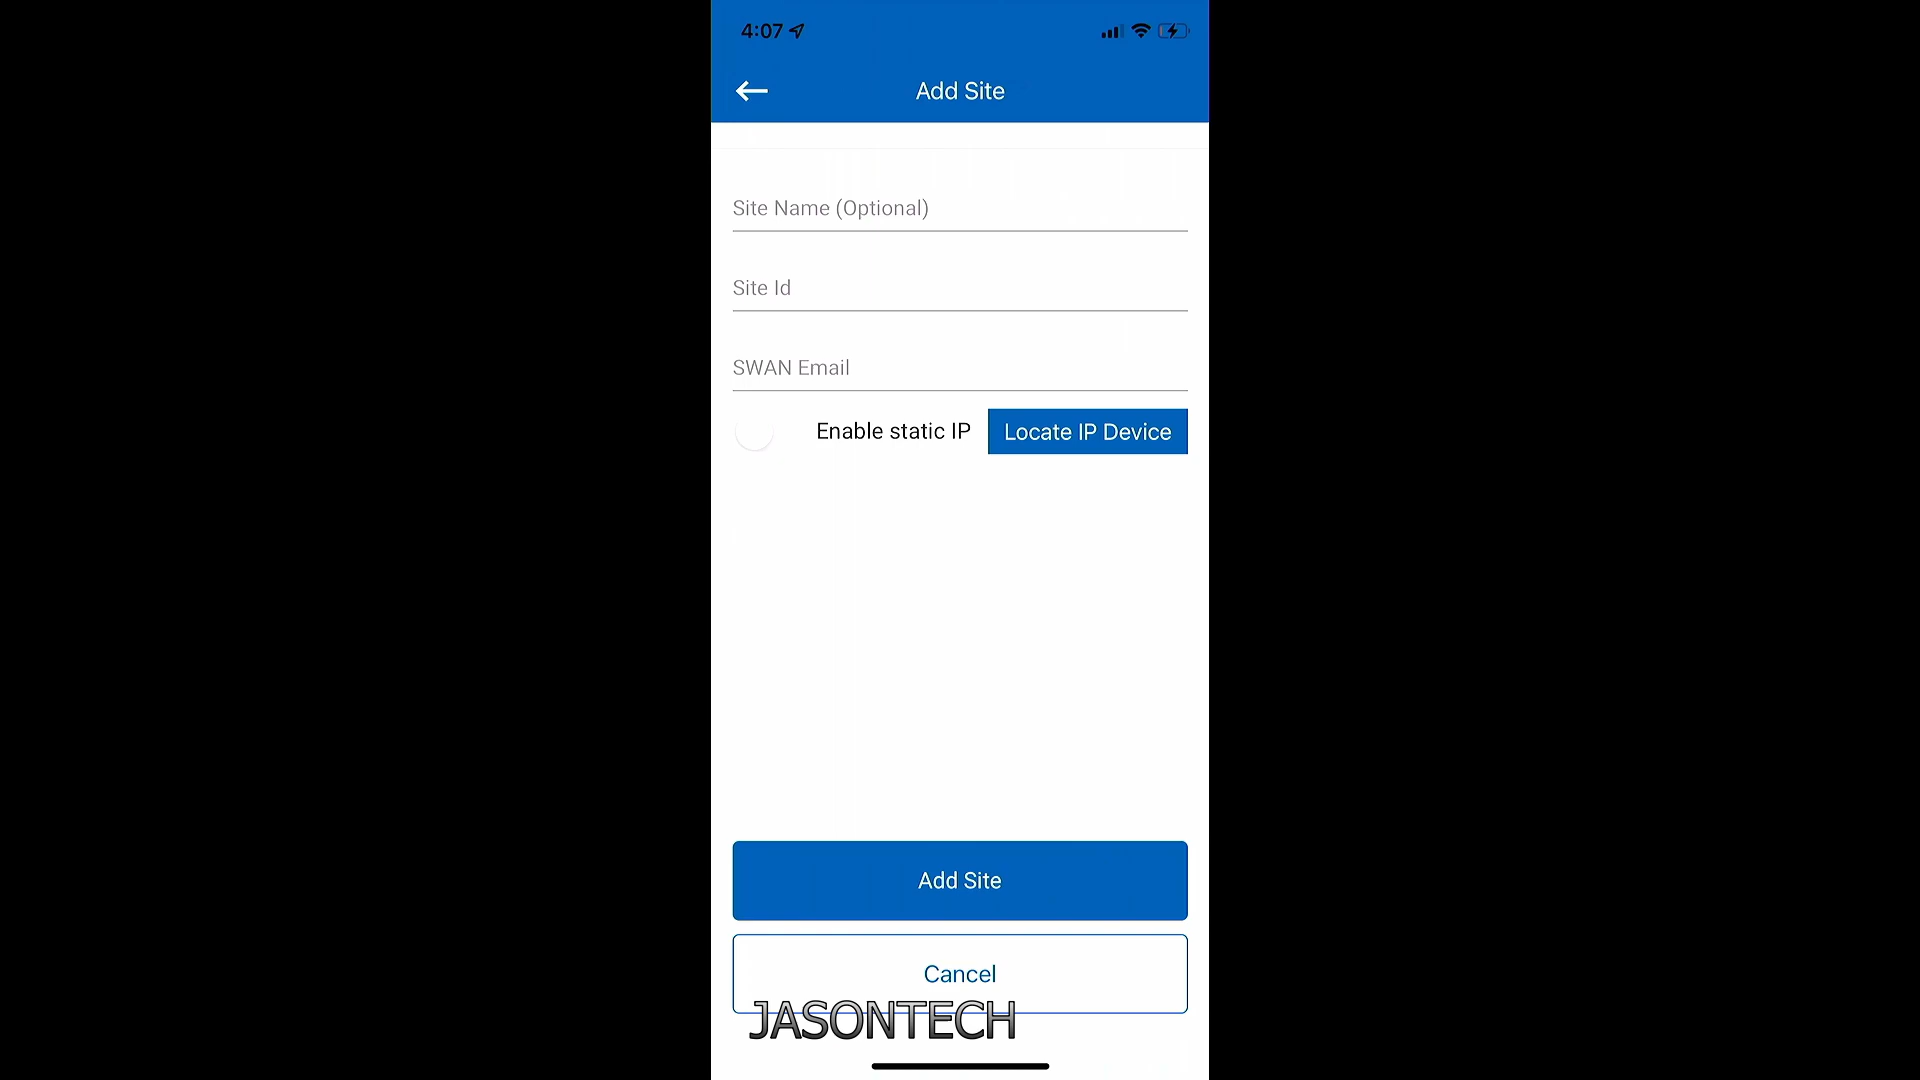 4:07
Add Site
Site Name (Optional)
Site Id
SWAN Email
Enable static IP
Locate IP Device
Add Site
Cancel
JASONTECH